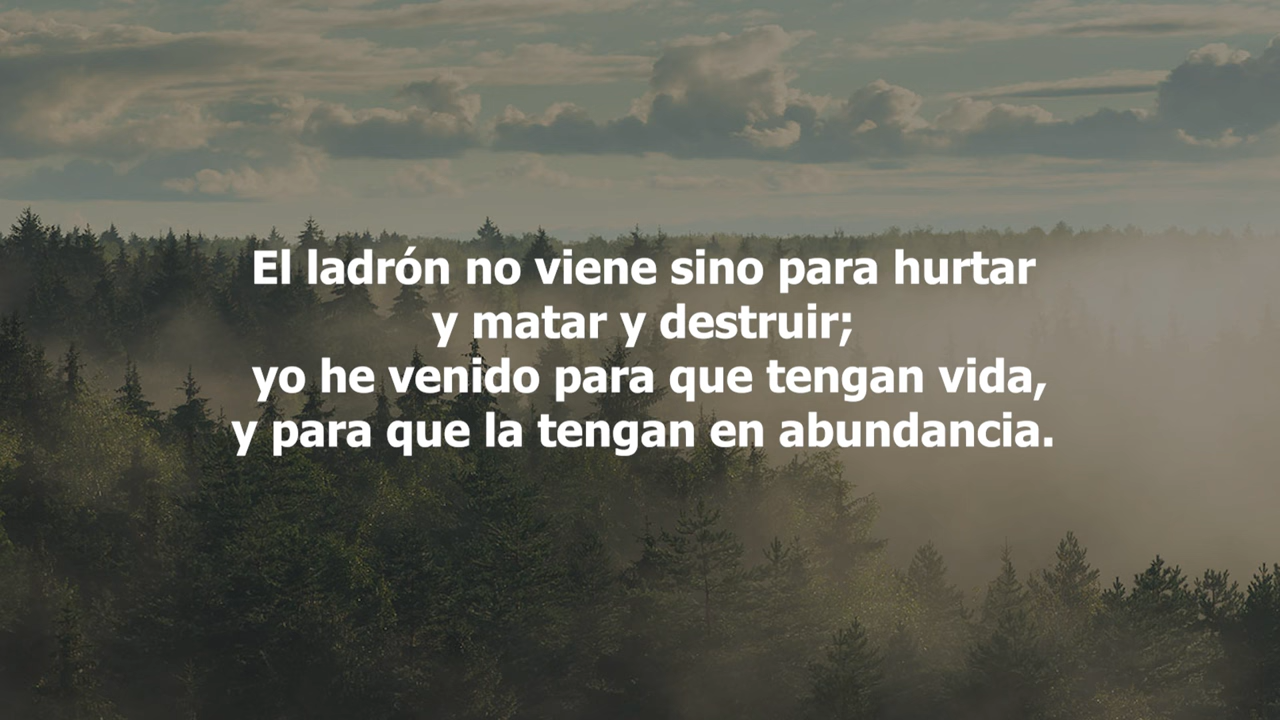 El ladrón no viene sino para hurtar
y matar y destruir;
yo he venido para que tengan vida,
y para que la tengan en abundancia.